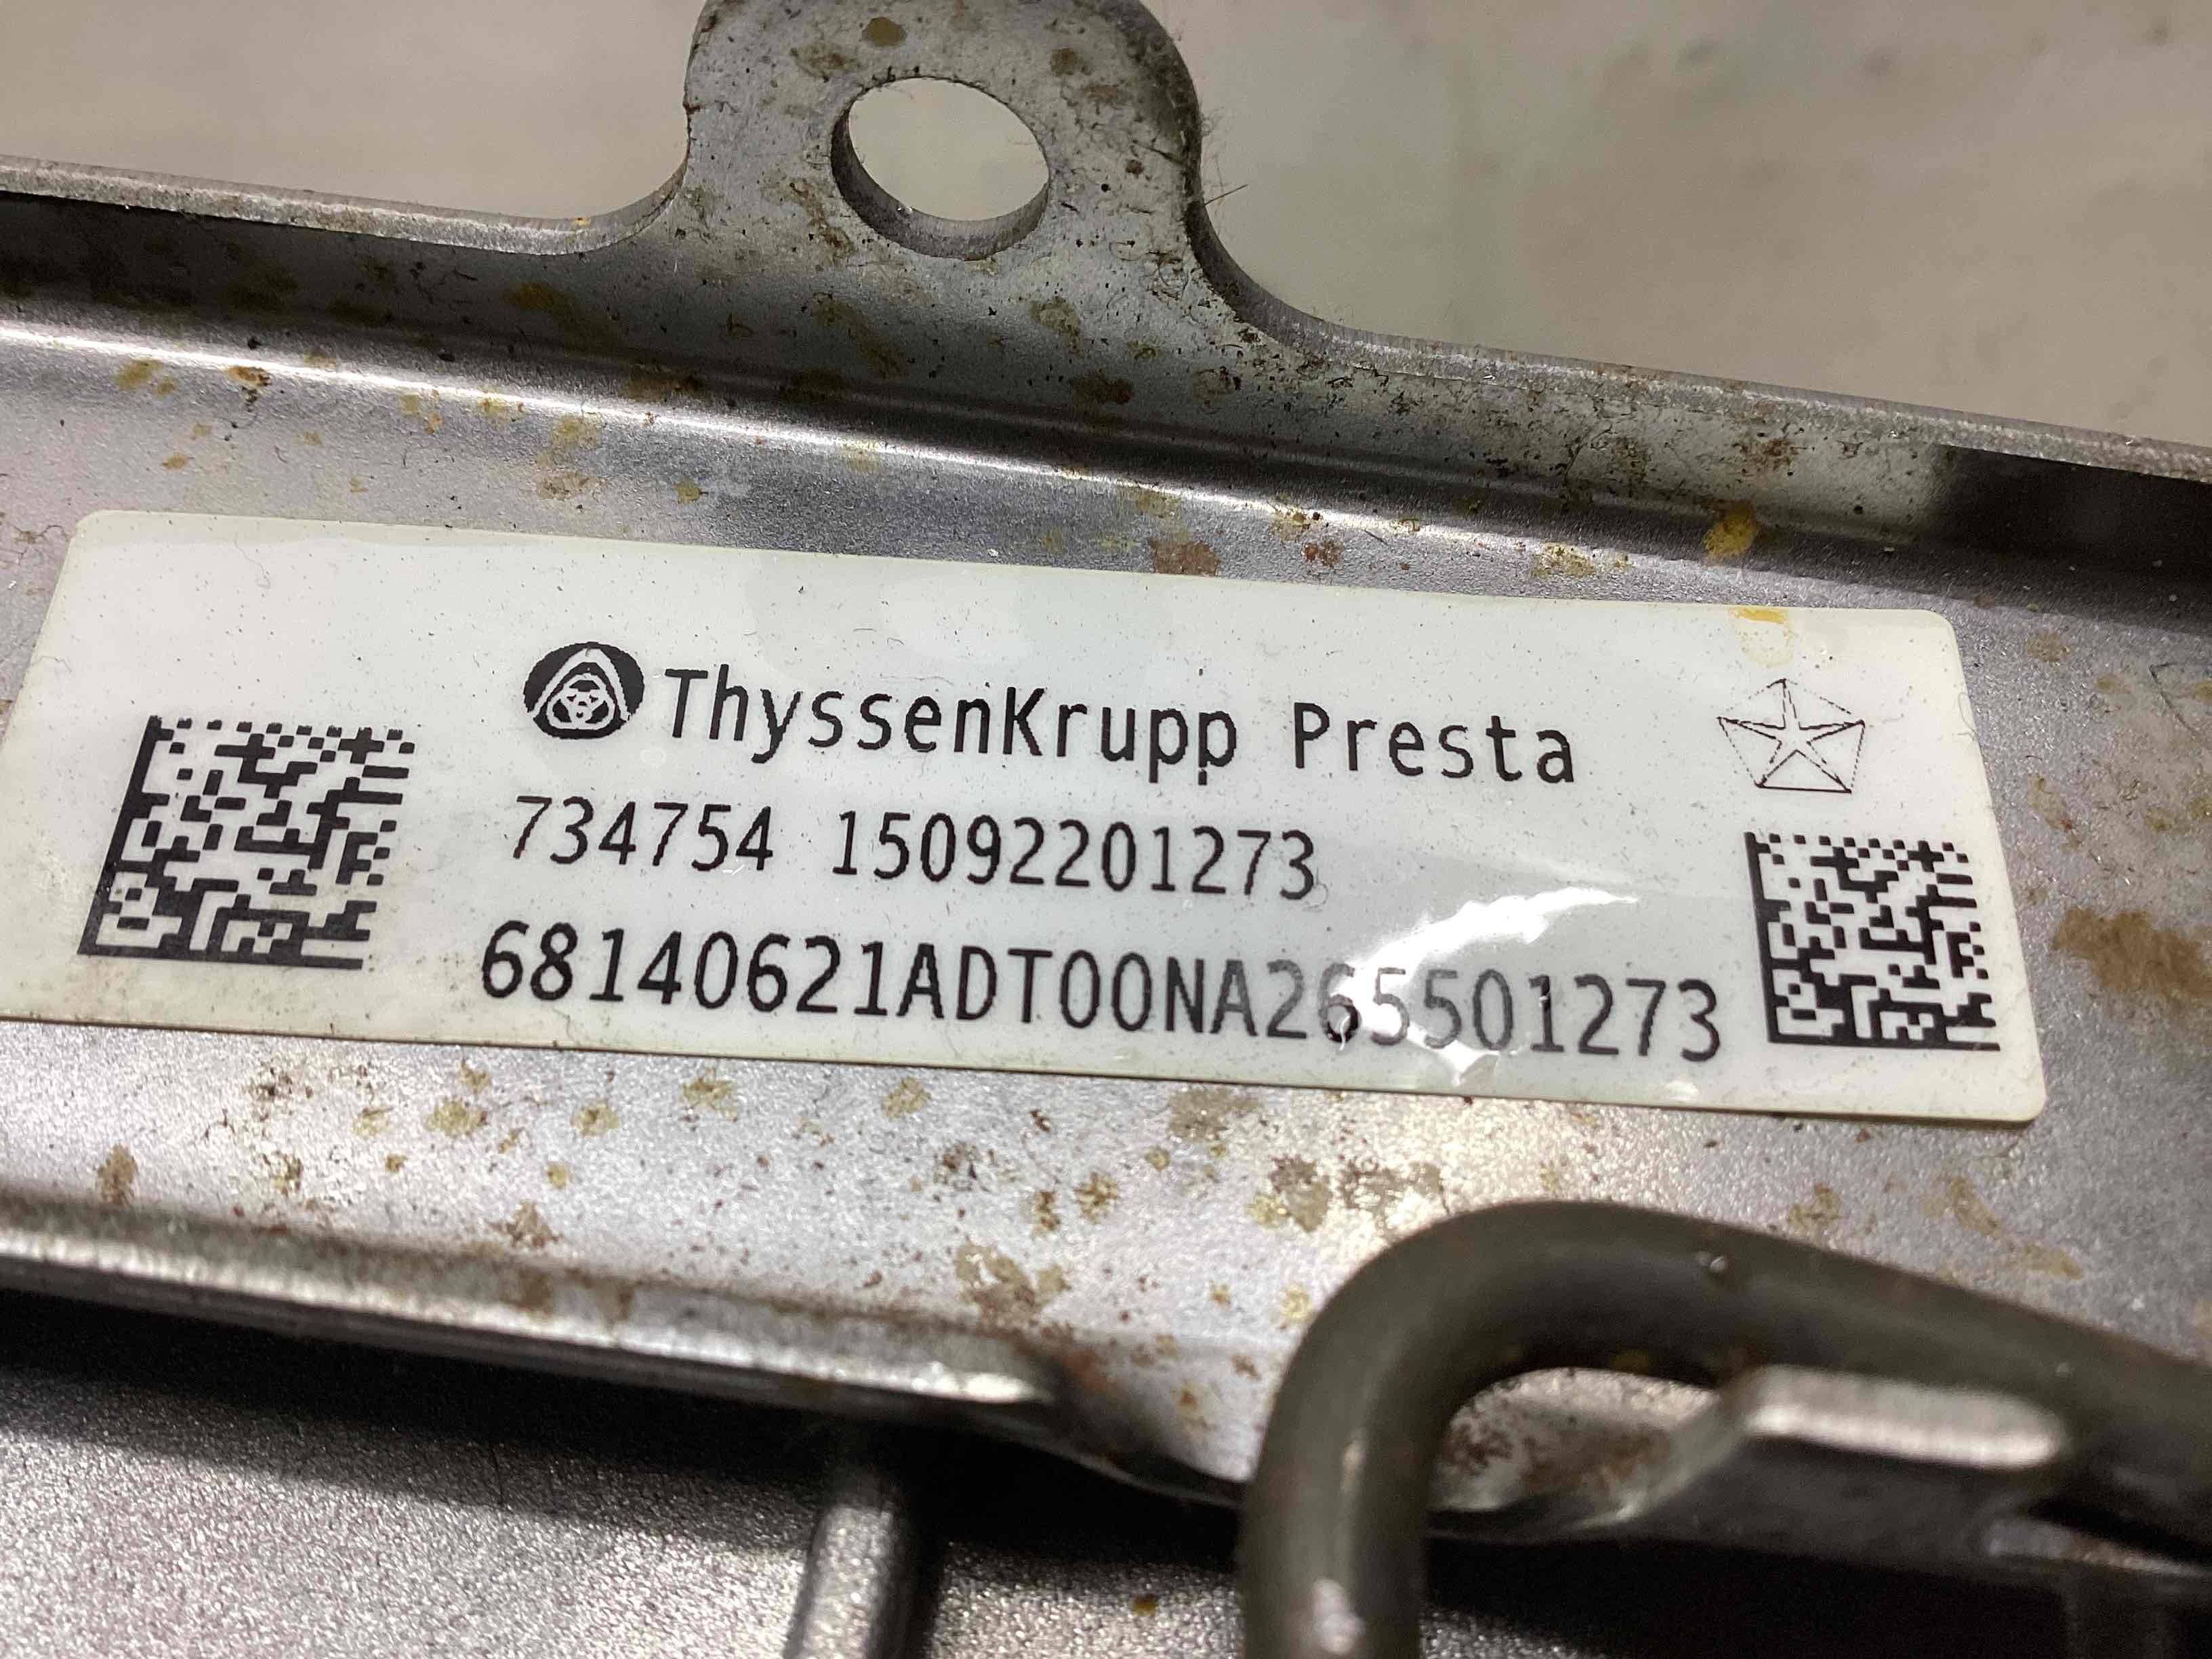 ThyssenKrupp Presta
734754 15092201273
68140621ADT00NA265501273